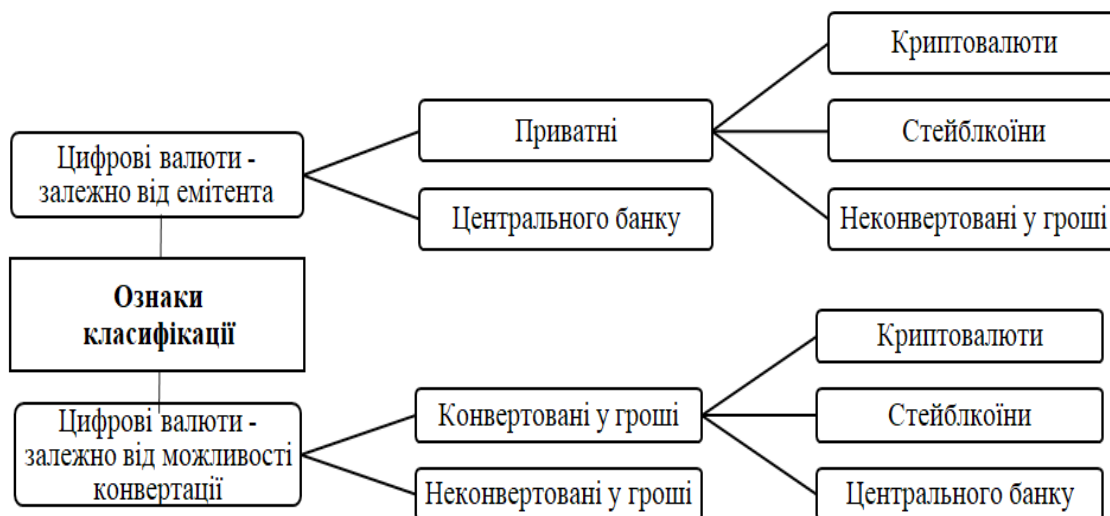 Криптовалюти
Приватні
Стейблкоїни
Цифрові валюти -
залежно від емітента
Центрального банку
Неконвертовані у гроші
Ознаки
класифікації
Криптовалюти
Цифрові валюти -
залежно від можливості
конвертації
Конвертовані у гроші
Стейблкоїни
Неконвертовані у гроші
Центрального банку